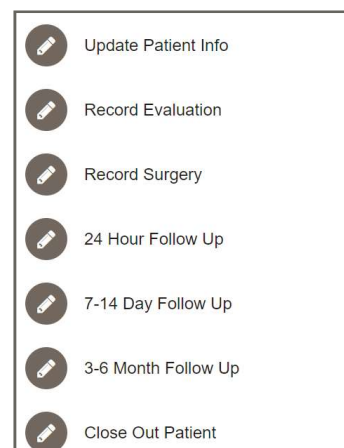 Update Patient Info
Record Evaluation
Record Surgery
24 Hour Follow Up
7-14 Day Follow Up
3-6 Month Follow Up
Close Out Patient